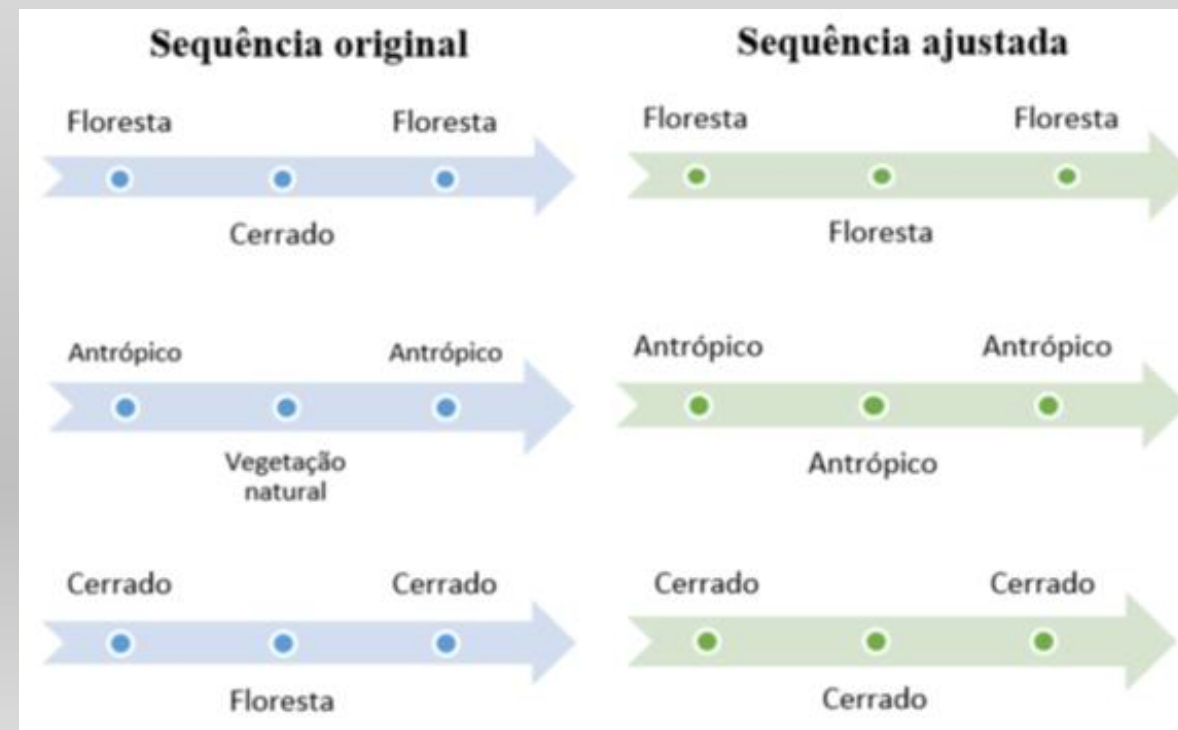 Sequência original
Floresta
Floresta
Cerrado
Antrópico
Antrópico
Vegetação
natural
Cerrado
Cerrado
Floresta
Sequência ajustada
Floresta
Floresta
Floresta
Antrópico
Antrópico
Antrópico
Cerrado
Cerrado
Cerrado